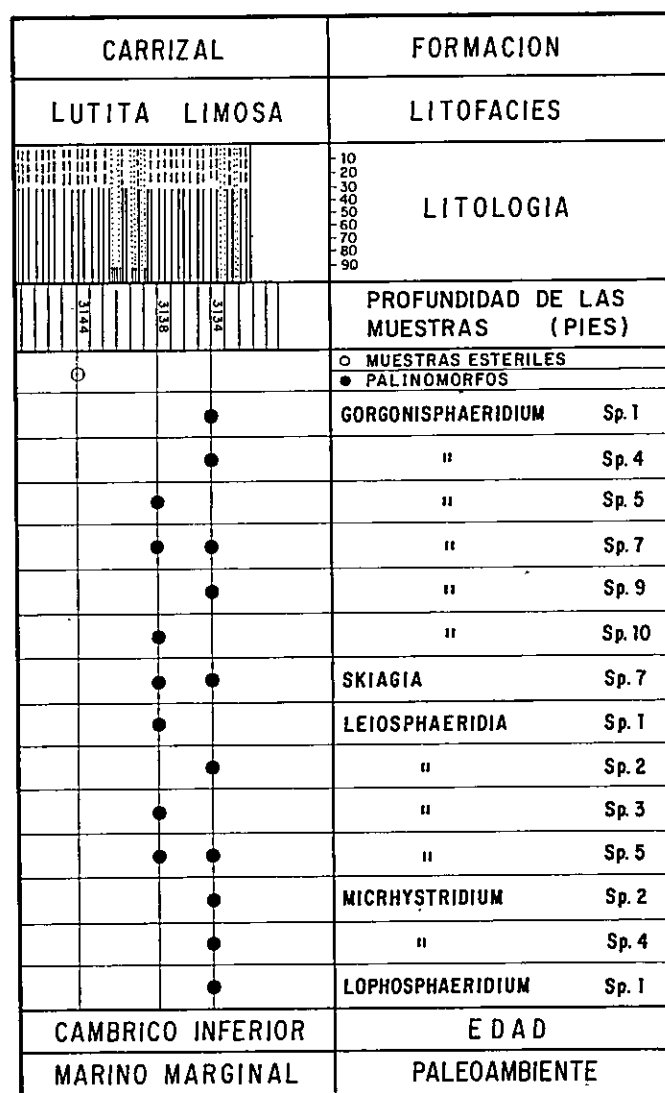 CARRIZAL FORMACION
LUTITA LIMOSA LITOFACIES
10
20
30
40
50
60
70
80
90
LITOLOGIA
3144 3138 3134
PROFUNDIDAD DE LAS
MUESTRAS (PIES)
○ MUESTRAS ESTERILES
● PALINOMORFOS
GORGONISPHAERIDIUM Sp. 1
" Sp. 4
" Sp. 5
" Sp. 7
" Sp. 9
" Sp. 10
SKIAGIA Sp. 7
LEIOSPHAERIDIA Sp. 1
" Sp. 2
" Sp. 3
" Sp. 5
MICRHYSTRIDIUM Sp. 2
" Sp. 4
LOPHOSPHAERIDIUM Sp. 1
CAMBRICO INFERIOR EDAD
MARINO MARGINAL PALEOAMBIENTE